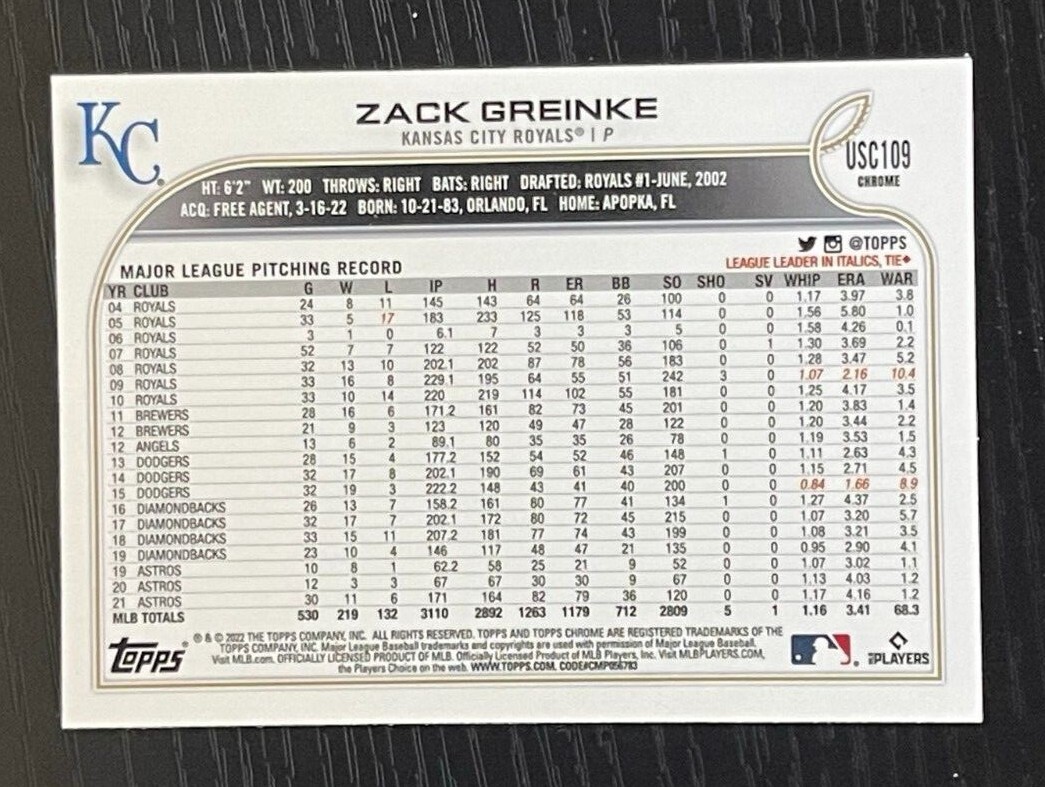 KC
ZACK GREINKE
KANSAS CITY ROYALS® | P
USC109
CHROME
HT: 6'2" WT: 200 THROWS: RIGHT BATS: RIGHT DRAFTED: ROYALS #1-JUNE, 2002
ACQ: FREE AGENT, 3-16-22 BORN: 10-21-83, ORLANDO, FL HOME: APOPKA, FL
@TOPPS
MAJOR LEAGUE PITCHING RECORD LEAGUE LEADER IN ITALICS, TIE♦
YR CLUB G W L IP H R ER BB SO SHO SV WHIP ERA WAR
04 ROYALS 24 8 11 145 143 64 64 26 100 0 0 1.17 3.97 3.8
05 ROYALS 33 5 17 183 233 125 118 53 114 0 0 1.56 5.80 1.0
06 ROYALS 3 1 0 6.1 7 3 3 3 5 0 0 1.58 4.26 0.1
07 ROYALS 52 7 7 122 122 52 50 36 106 0 1 1.30 3.69 2.2
08 ROYALS 32 13 10 202.1 202 87 78 56 183 0 0 1.28 3.47 5.2
09 ROYALS 33 16 8 229.1 195 64 55 51 242 3 0 1.07 2.16 10.4
10 ROYALS 33 10 14 220 219 114 102 55 181 0 0 1.25 4.17 3.5
11 BREWERS 28 16 6 171.2 161 82 73 45 201 0 0 1.20 3.83 1.4
12 BREWERS 21 9 3 123 120 49 47 28 122 0 0 1.20 3.44 2.2
12 ANGELS 13 6 2 89.1 80 35 35 26 78 0 0 1.19 3.53 1.5
13 DODGERS 28 15 4 177.2 152 54 52 46 148 1 0 1.11 2.63 4.3
14 DODGERS 32 17 8 202.1 190 69 61 43 207 0 0 1.15 2.71 4.5
15 DODGERS 32 19 3 222.2 148 43 41 40 200 0 0 0.84 1.66 8.9
16 DIAMONDBACKS 26 13 7 158.2 161 80 77 41 134 1 0 1.27 4.37 2.5
17 DIAMONDBACKS 32 17 7 202.1 172 80 72 45 215 0 0 1.07 3.20 5.7
18 DIAMONDBACKS 33 15 11 207.2 181 77 74 43 199 0 0 1.08 3.21 3.5
19 DIAMONDBACKS 23 10 4 146 117 48 47 21 135 0 0 0.95 2.90 4.1
19 ASTROS 10 8 1 62.2 58 25 21 9 52 0 0 1.07 3.02 1.1
20 ASTROS 12 3 3 67 67 30 30 9 67 0 0 1.13 4.03 1.2
21 ASTROS 30 11 6 171 164 82 79 36 120 0 0 1.17 4.16 1.2
MLB TOTALS 530 219 132 3110 2892 1263 1179 712 2809 5 1 1.16 3.41 68.3
Topps
® & © 2022 THE TOPPS COMPANY, INC. ALL RIGHTS RESERVED. TOPPS AND TOPPS CHROME ARE REGISTERED TRADEMARKS OF THE
TOPPS COMPANY, INC. Major League Baseball trademarks and copyrights are used with permission of Major League Baseball.
Visit MLB.com. OFFICIALLY LICENSED PRODUCT OF MLB. Officially Licensed Product of MLB Players, Inc. Visit MLBPLAYERS.COM,
the Players Choice on the web. WWW.TOPPS.COM. CODE#CMP056783
MLB PLAYERS